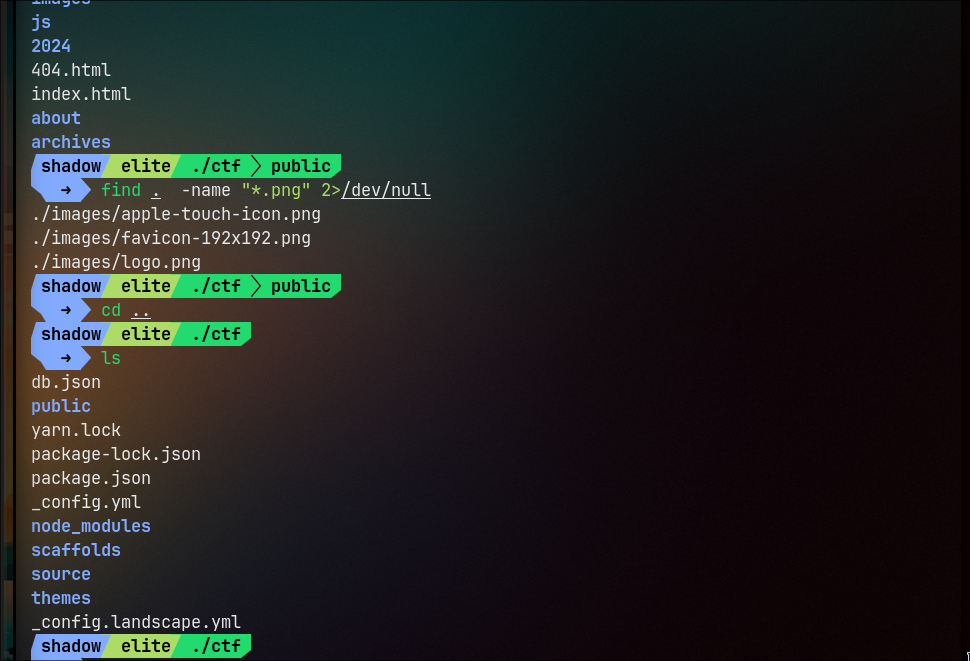 images
js
2024
404.html
index.html
about
archives
shadow elite ./ctf > public
→ find . -name "*.png" 2>/dev/null
./images/apple-touch-icon.png
./images/favicon-192x192.png
./images/logo.png
shadow elite ./ctf > public
→ cd ..
shadow elite ./ctf
→ ls
db.json
public
yarn.lock
package-lock.json
package.json
_config.yml
node_modules
scaffolds
source
themes
_config.landscape.yml
shadow elite ./ctf